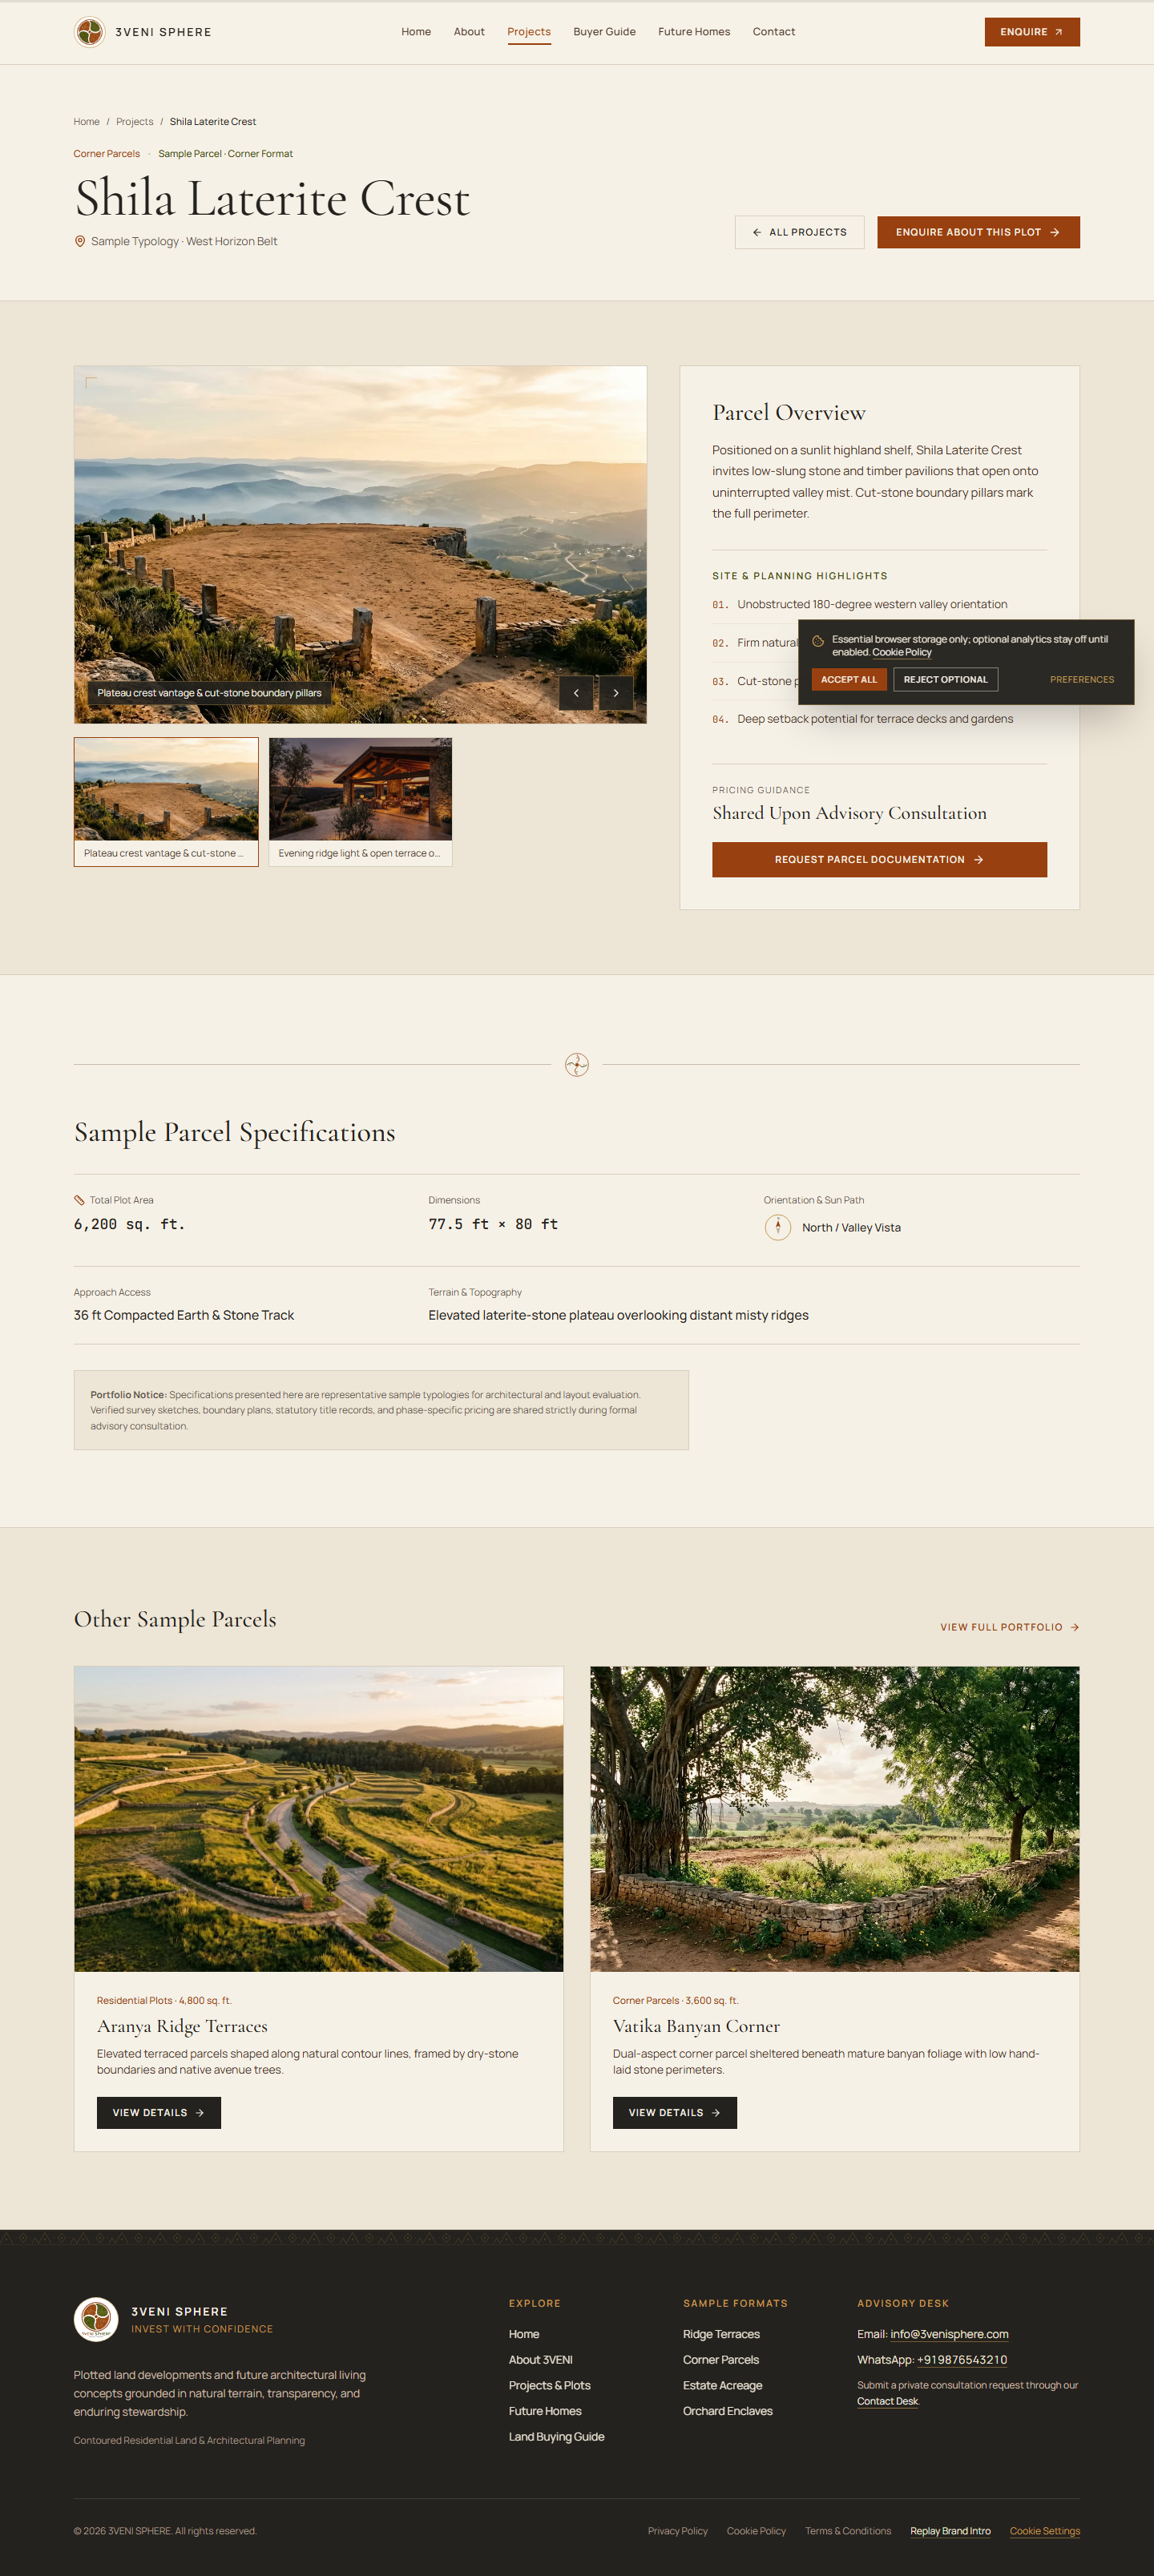 3VENI SPHERE
Home
About
Projects
Buyer Guide
Future Homes
Contact
ENQUIRE
Home / Projects / Shila Laterite Crest
Corner Parcels · Sample Parcel · Corner Format
Shila Laterite Crest
Sample Typology · West Horizon Belt
ALL PROJECTS
ENQUIRE ABOUT THIS PLOT
Plateau crest vantage & cut-stone boundary pillars
Plateau crest vantage & cut-stone ...
Evening ridge light & open terrace o...
Parcel Overview
Positioned on a sunlit highland shelf, Shila Laterite Crest
invites low-slung stone and timber pavilions that open onto
uninterrupted valley mist. Cut-stone boundary pillars mark
the full perimeter.
SITE & PLANNING HIGHLIGHTS
01. Unobstructed 180-degree western valley orientation
02. Firm natural
03. Cut-stone
04. Deep setback potential for terrace decks and gardens
Essential browser storage only; optional analytics stay off until
enabled. Cookie Policy
ACCEPT ALL
REJECT OPTIONAL
PREFERENCES
PRICING GUIDANCE
Shared Upon Advisory Consultation
REQUEST PARCEL DOCUMENTATION
Sample Parcel Specifications
Total Plot Area
6,200 sq. ft.
Dimensions
77.5 ft × 80 ft
Orientation & Sun Path
North / Valley Vista
Approach Access
36 ft Compacted Earth & Stone Track
Terrain & Topography
Elevated laterite-stone plateau overlooking distant misty ridges
Portfolio Notice: Specifications presented here are representative sample typologies for architectural and layout evaluation.
Verified survey sketches, boundary plans, statutory title records, and phase-specific pricing are shared strictly during formal
advisory consultation.
Other Sample Parcels
VIEW FULL PORTFOLIO
Residential Plots · 4,800 sq. ft.
Aranya Ridge Terraces
Elevated terraced parcels shaped along natural contour lines, framed by dry-stone
boundaries and native avenue trees.
VIEW DETAILS
Corner Parcels · 3,600 sq. ft.
Vatika Banyan Corner
Dual-aspect corner parcel sheltered beneath mature banyan foliage with low hand-
laid stone perimeters.
VIEW DETAILS
3VENI SPHERE
INVEST WITH CONFIDENCE
Plotted land developments and future architectural living
concepts grounded in natural terrain, transparency, and
enduring stewardship.
Contoured Residential Land & Architectural Planning
EXPLORE
Home
About 3VENI
Projects & Plots
Future Homes
Land Buying Guide
SAMPLE FORMATS
Ridge Terraces
Corner Parcels
Estate Acreage
Orchard Enclaves
ADVISORY DESK
Email: info@3venisphere.com
WhatsApp: +919876543210
Submit a private consultation request through our
Contact Desk.
© 2026 3VENI SPHERE. All rights reserved.
Privacy Policy
Cookie Policy
Terms & Conditions
Replay Brand Intro
Cookie Settings